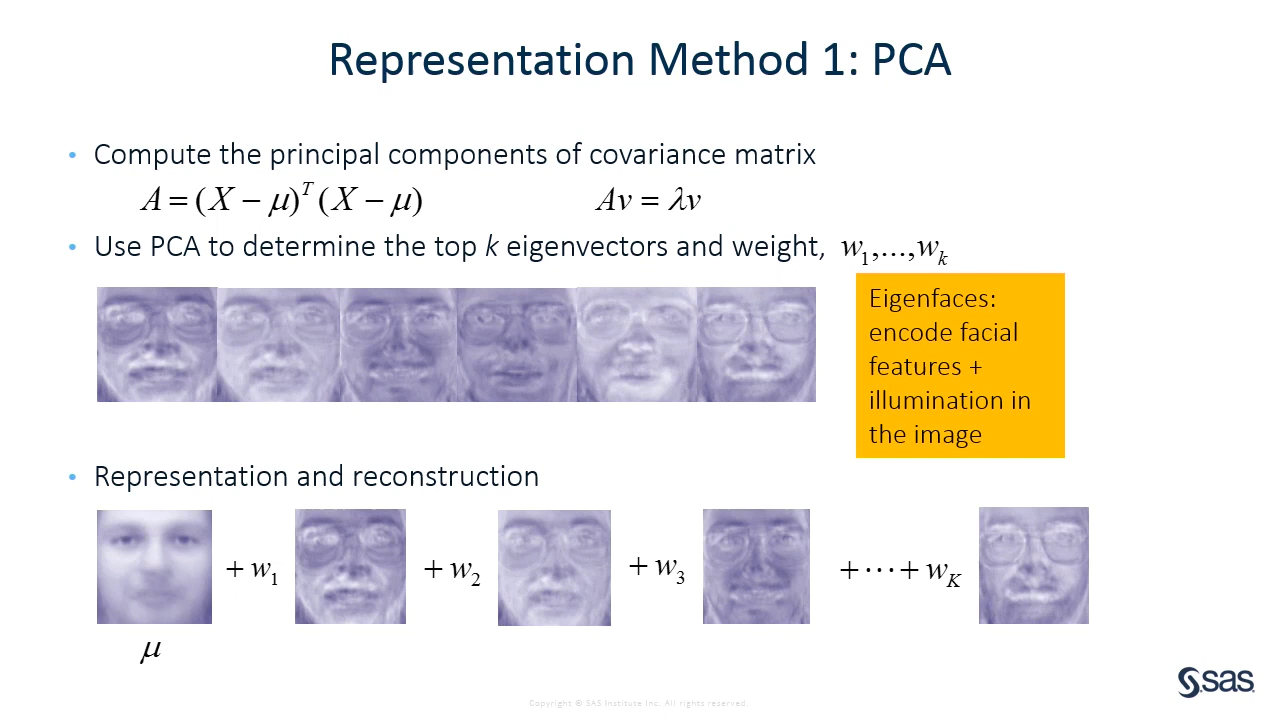 Representation Method 1: PCA
• Compute the principal components of covariance matrix
A = (X − μ)^T (X − μ) Av = λv
• Use PCA to determine the top k eigenvectors and weight, w_1,...,w_k
Eigenfaces:
encode facial
features +
illumination in
the image
• Representation and reconstruction
+ w_1 + w_2 + w_3 + ⋯ + w_K
μ
sas
Copyright © SAS Institute Inc. All rights reserved.